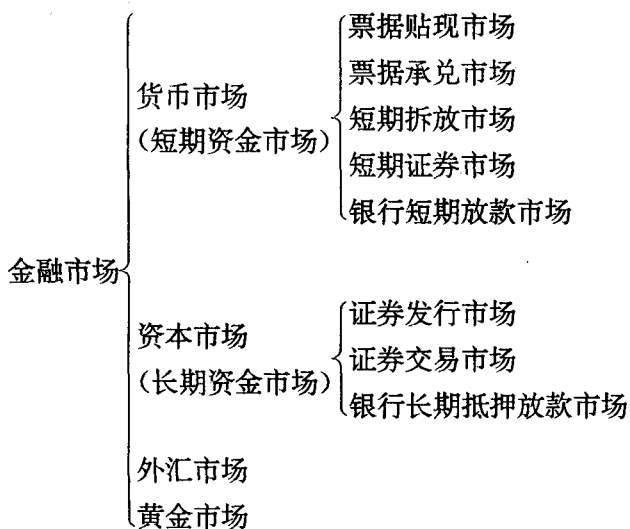 票据贴现市场
票据承兑市场
货币市场
(短期资金市场)
短期拆放市场
短期证券市场
银行短期放款市场
金融市场
证券发行市场
资本市场
证券交易市场
(长期资金市场)
银行长期抵押放款市场
外汇市场
黄金市场